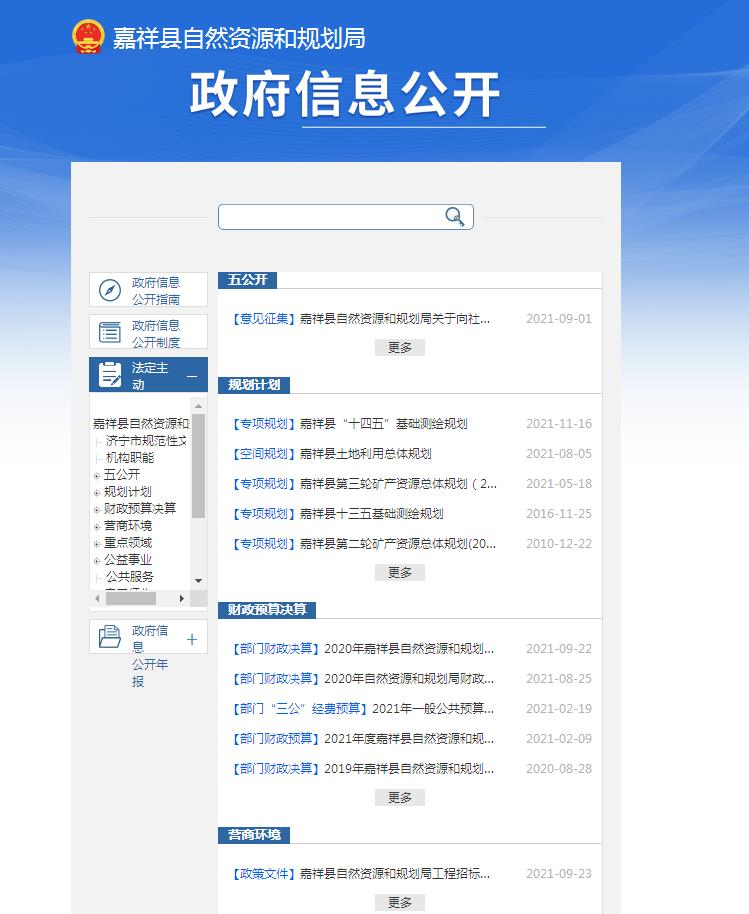 嘉祥县自然资源和规划局
政府信息公开
政府信息
公开指南
政府信息
公开制度
法定主
动
嘉祥县自然资源和
济宁市规范性文
机构职能
五公开
规划计划
财政预算决算
营商环境
重点领域
公益事业
公共服务
政府信
息
公开年
报
五公开
【意见征集】嘉祥县自然资源和规划局关于向社... 2021-09-01
更多
规划计划
【专项规划】嘉祥县“十四五”基础测绘规划 2021-11-16
【空间规划】嘉祥县土地利用总体规划 2021-08-05
【专项规划】嘉祥县第三轮矿产资源总体规划（2... 2021-05-18
【专项规划】嘉祥县十三五基础测绘规划 2016-11-25
【专项规划】嘉祥县第二轮矿产资源总体规划(20... 2010-12-22
更多
财政预算决算
【部门财政决算】2020年嘉祥县自然资源和规划... 2021-09-22
【部门财政决算】2020年自然资源和规划局财政... 2021-08-25
【部门“三公”经费预算】2021年一般公共预算... 2021-02-19
【部门财政预算】2021年度嘉祥县自然资源和规... 2021-02-09
【部门财政决算】2019年嘉祥县自然资源和规划... 2020-08-28
更多
营商环境
【政策文件】嘉祥县自然资源和规划局工程招标... 2021-09-23
更多